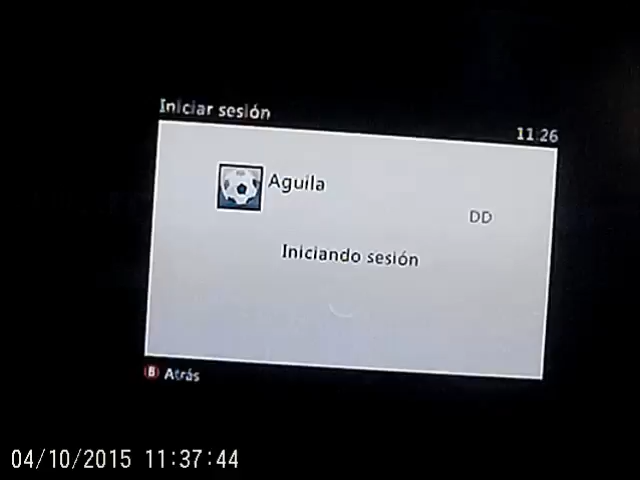 Iniciar sesión
11:26
Aguila
DD
Iniciando sesión
B Atrás
04/10/2015 11:37:44